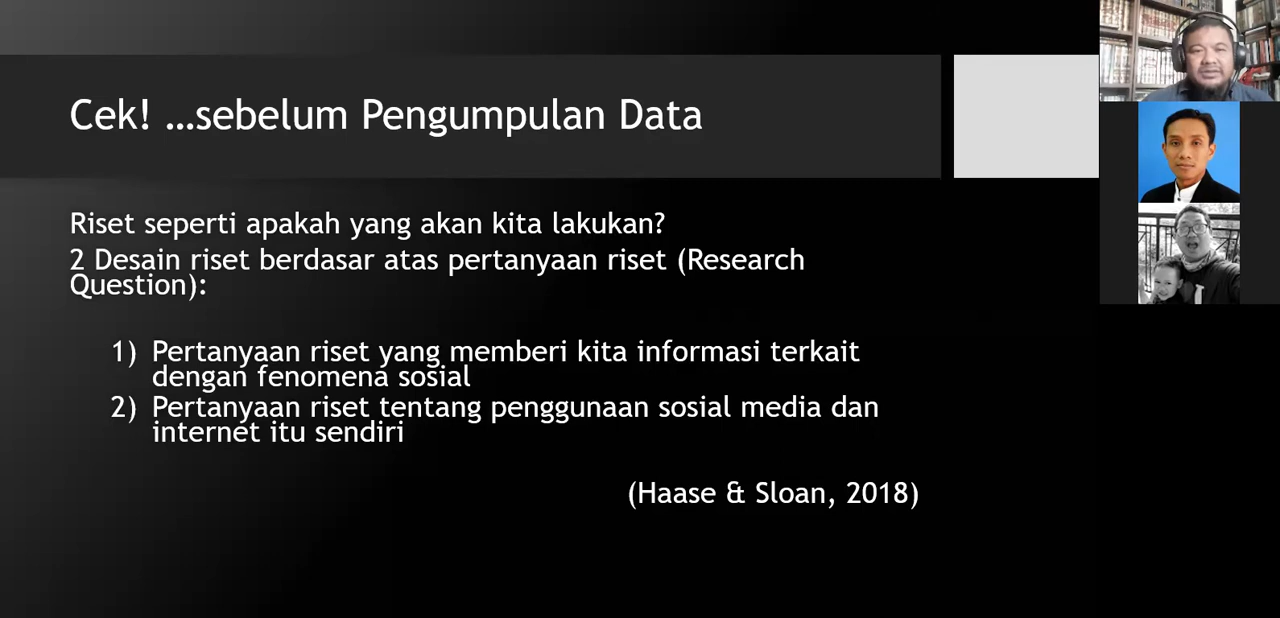 Cek! ...sebelum Pengumpulan Data
Riset seperti apakah yang akan kita lakukan?
2 Desain riset berdasar atas pertanyaan riset (Research
Question):
1) Pertanyaan riset yang memberi kita informasi terkait
dengan fenomena sosial
2) Pertanyaan riset tentang penggunaan sosial media dan
internet itu sendiri
(Haase & Sloan, 2018)